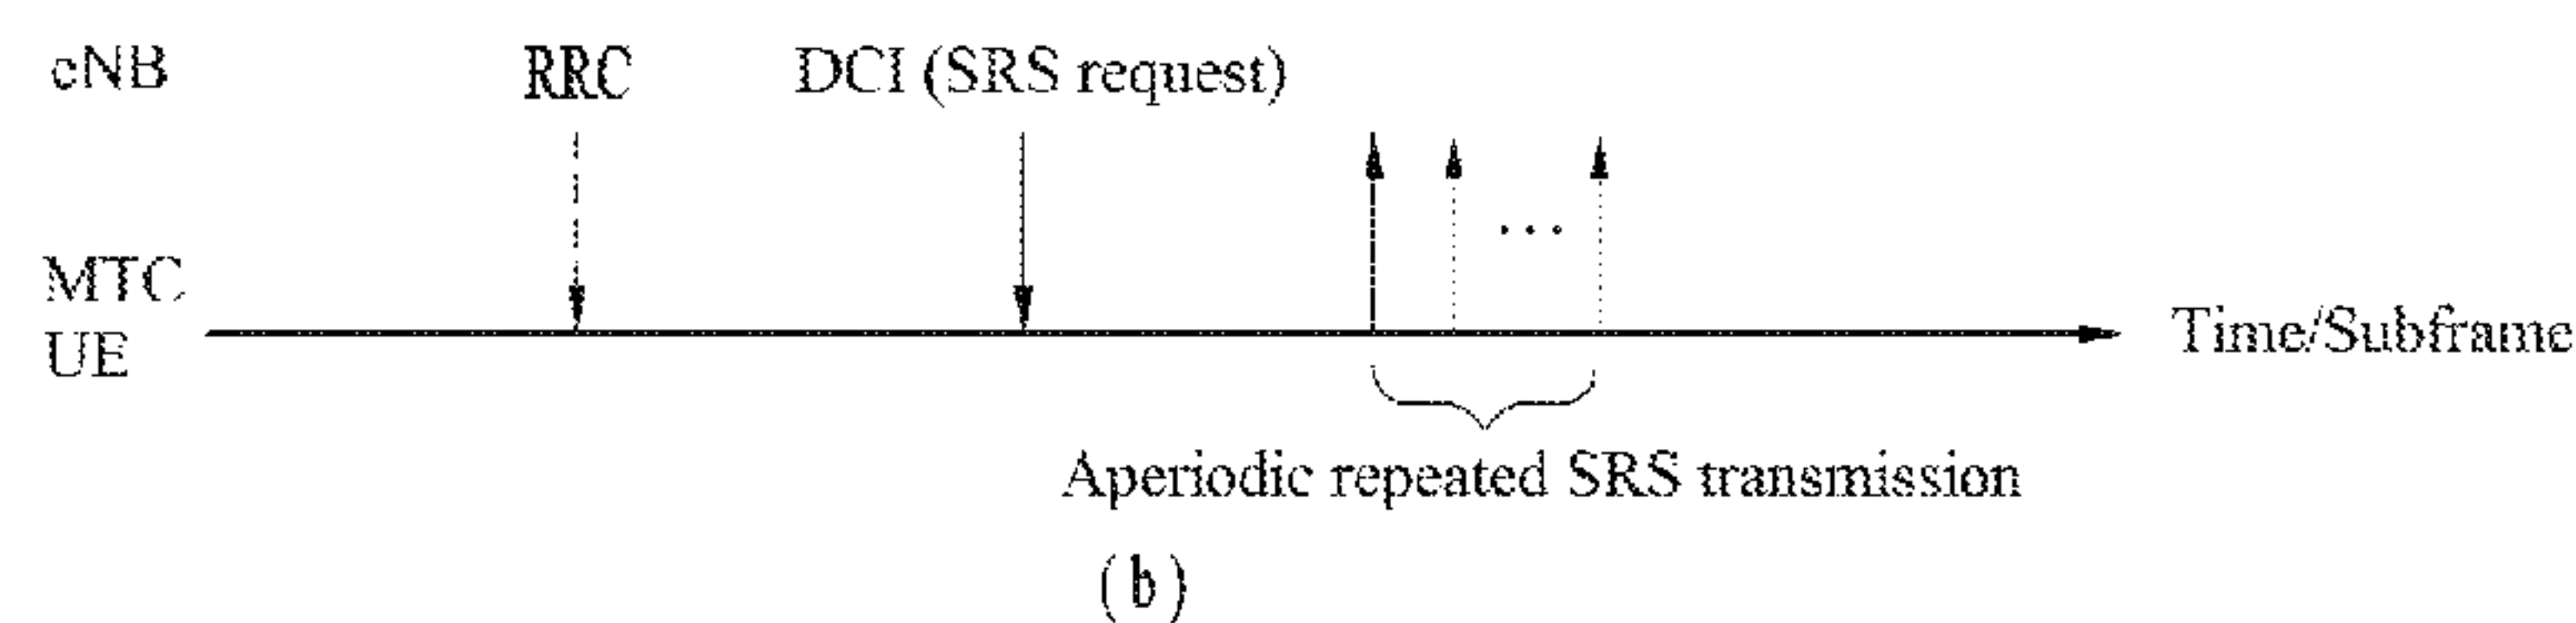 eNB RRC DCI (SRS request)
...
MTC
UE
Time/Subframe
Aperiodic repeated SRS transmission
(b)